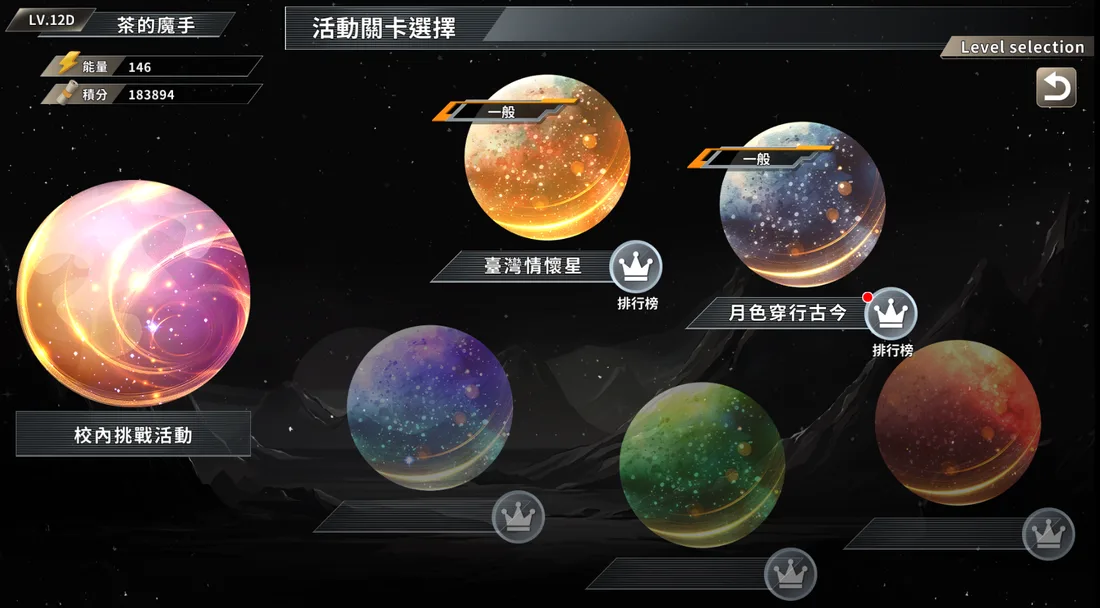 LV.12D
茶的魔手
能量 146
積分 183894
活動關卡選擇
Level selection
一般
臺灣情懷星
排行榜
一般
月色穿行古今
排行榜
校內挑戰活動